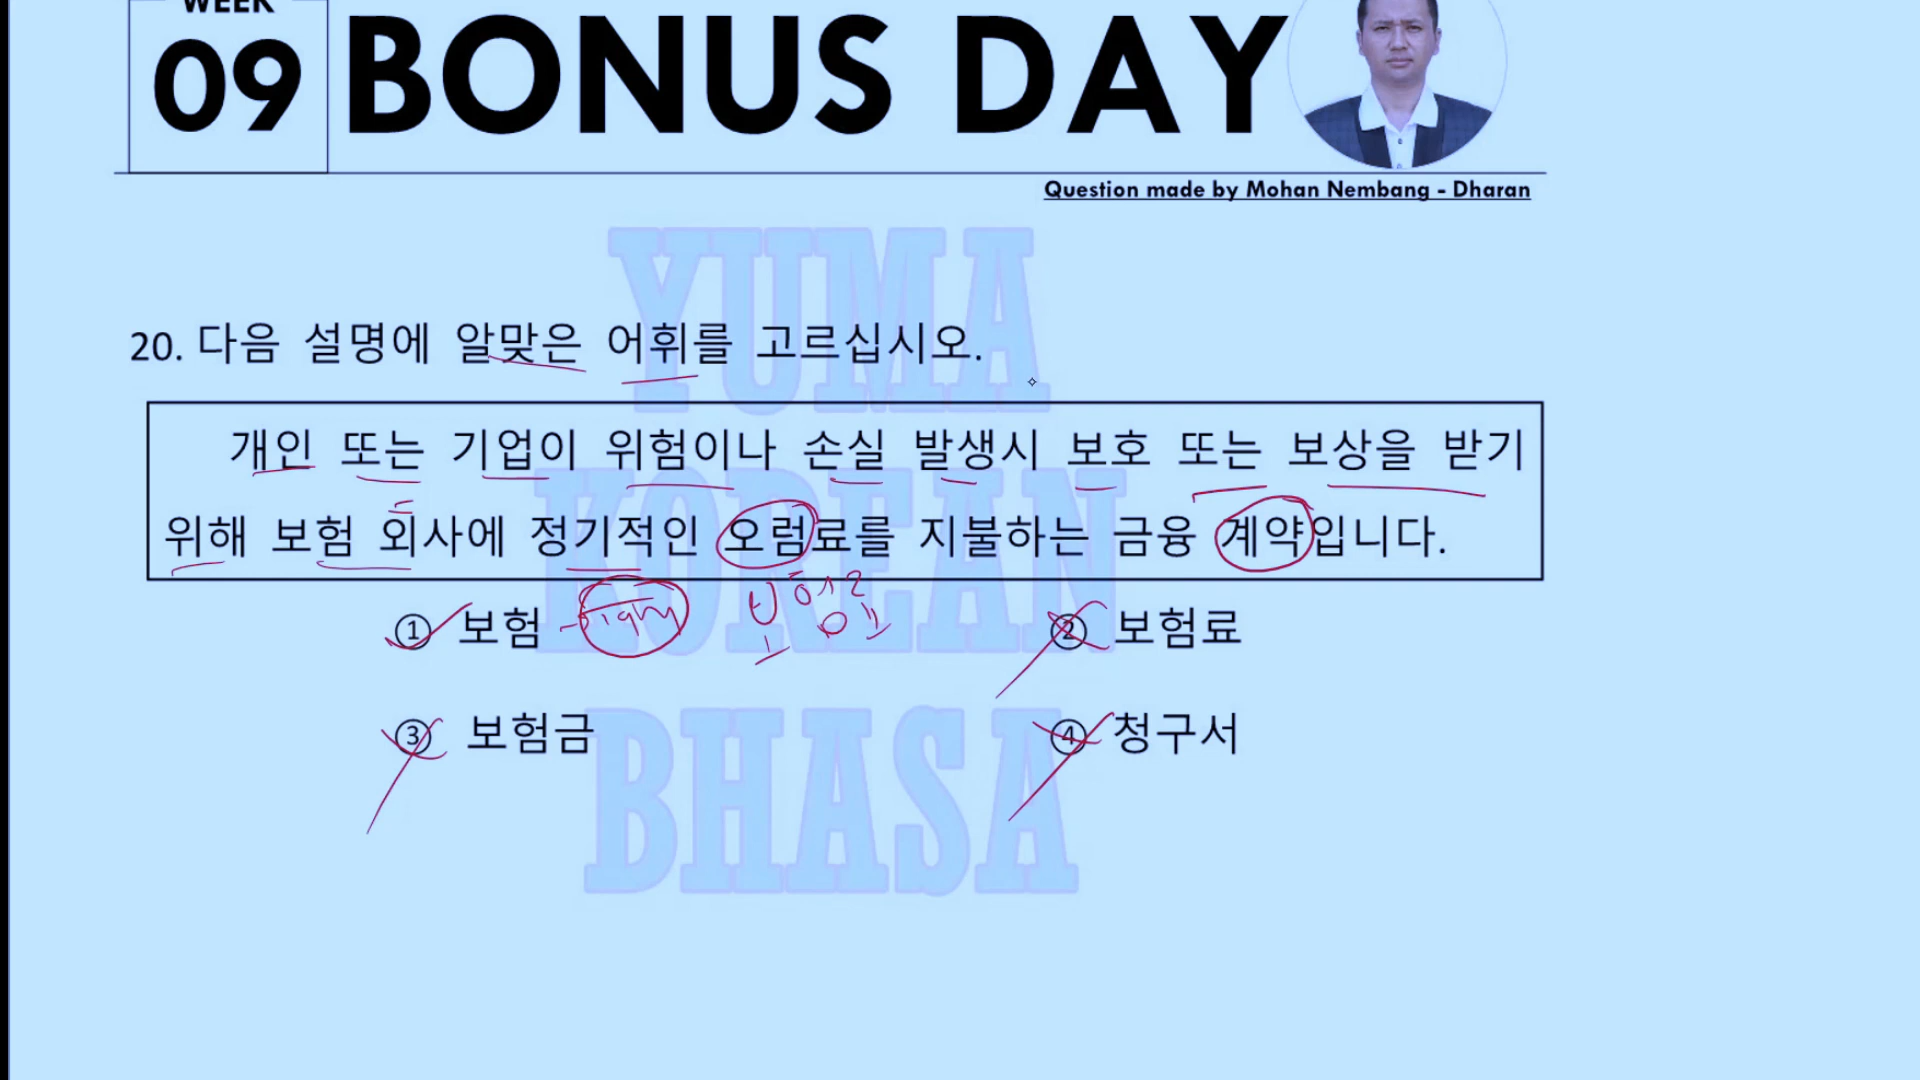 WEEK
09 BONUS DAY
Question made by Mohan Nembang - Dharan
YUMA
KOREAN
BHASA
20. 다음 설명에 알맞은 어휘를 고르십시오.
개인 또는 기업이 위험이나 손실 발생시 보호 또는 보상을 받기
위해 보험 외사에 정기적인 오럼료를 지불하는 금융 계약입니다.
① 보험
② 보험료
③ 보험금
④ 청구서